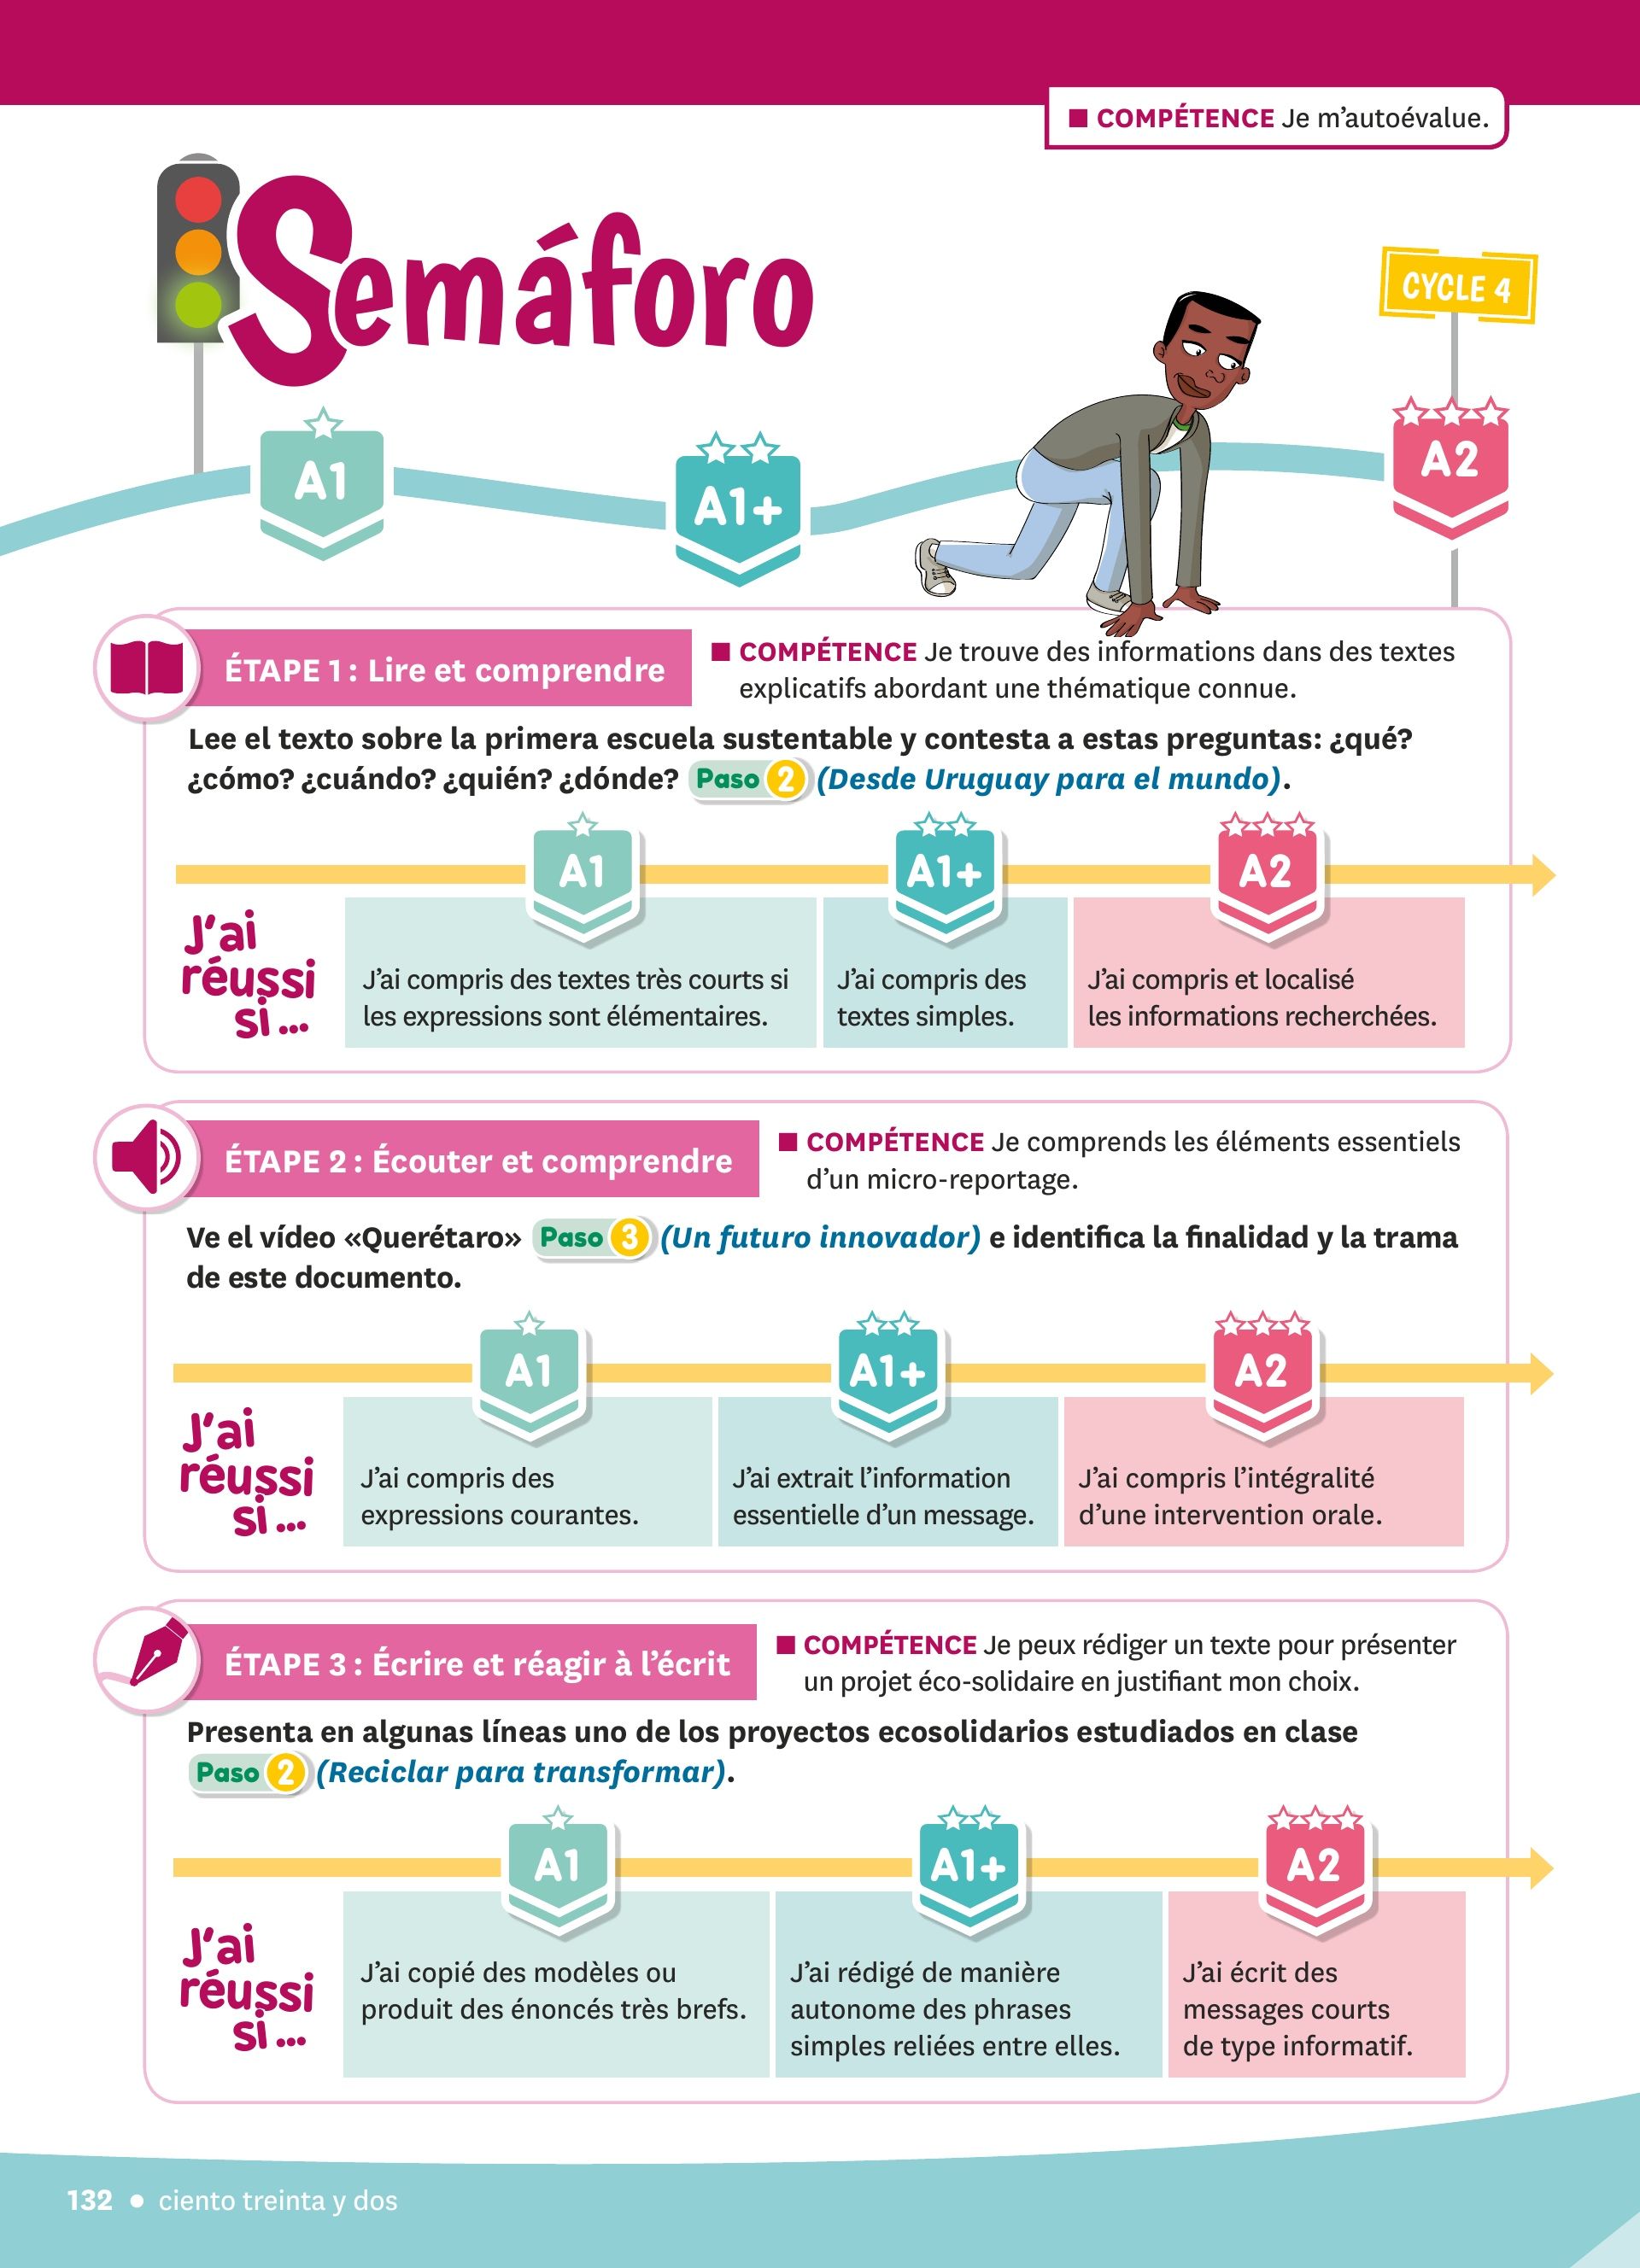 ■ COMPÉTENCE Je m'autoévalue.
Semáforo
CYCLE 4
A1
A1+
A2
ÉTAPE 1 : Lire et comprendre
■ COMPÉTENCE Je trouve des informations dans des textes
explicatifs abordant une thématique connue.
Lee el texto sobre la primera escuela sustentable y contesta a estas preguntas: ¿qué?
¿cómo? ¿cuándo? ¿quién? ¿dónde? Paso 2 (Desde Uruguay para el mundo).
A1
A1+
A2
J'ai
réussi
si ...
J'ai compris des textes très courts si
les expressions sont élémentaires.
J'ai compris des
textes simples.
J'ai compris et localisé
les informations recherchées.
ÉTAPE 2 : Écouter et comprendre
■ COMPÉTENCE Je comprends les éléments essentiels
d'un micro-reportage.
Ve el vídeo «Querétaro» Paso 3 (Un futuro innovador) e identifica la finalidad y la trama
de este documento.
A1
A1+
A2
J'ai
réussi
si ...
J'ai compris des
expressions courantes.
J'ai extrait l'information
essentielle d'un message.
J'ai compris l'intégralité
d'une intervention orale.
ÉTAPE 3 : Écrire et réagir à l'écrit
■ COMPÉTENCE Je peux rédiger un texte pour présenter
un projet éco-solidaire en justifiant mon choix.
Presenta en algunas líneas uno de los proyectos ecosolidarios estudiados en clase
Paso 2 (Reciclar para transformar).
A1
A1+
A2
J'ai
réussi
si ...
J'ai copié des modèles ou
produit des énoncés très brefs.
J'ai rédigé de manière
autonome des phrases
simples reliées entre elles.
J'ai écrit des
messages courts
de type informatif.
132 • ciento treinta y dos